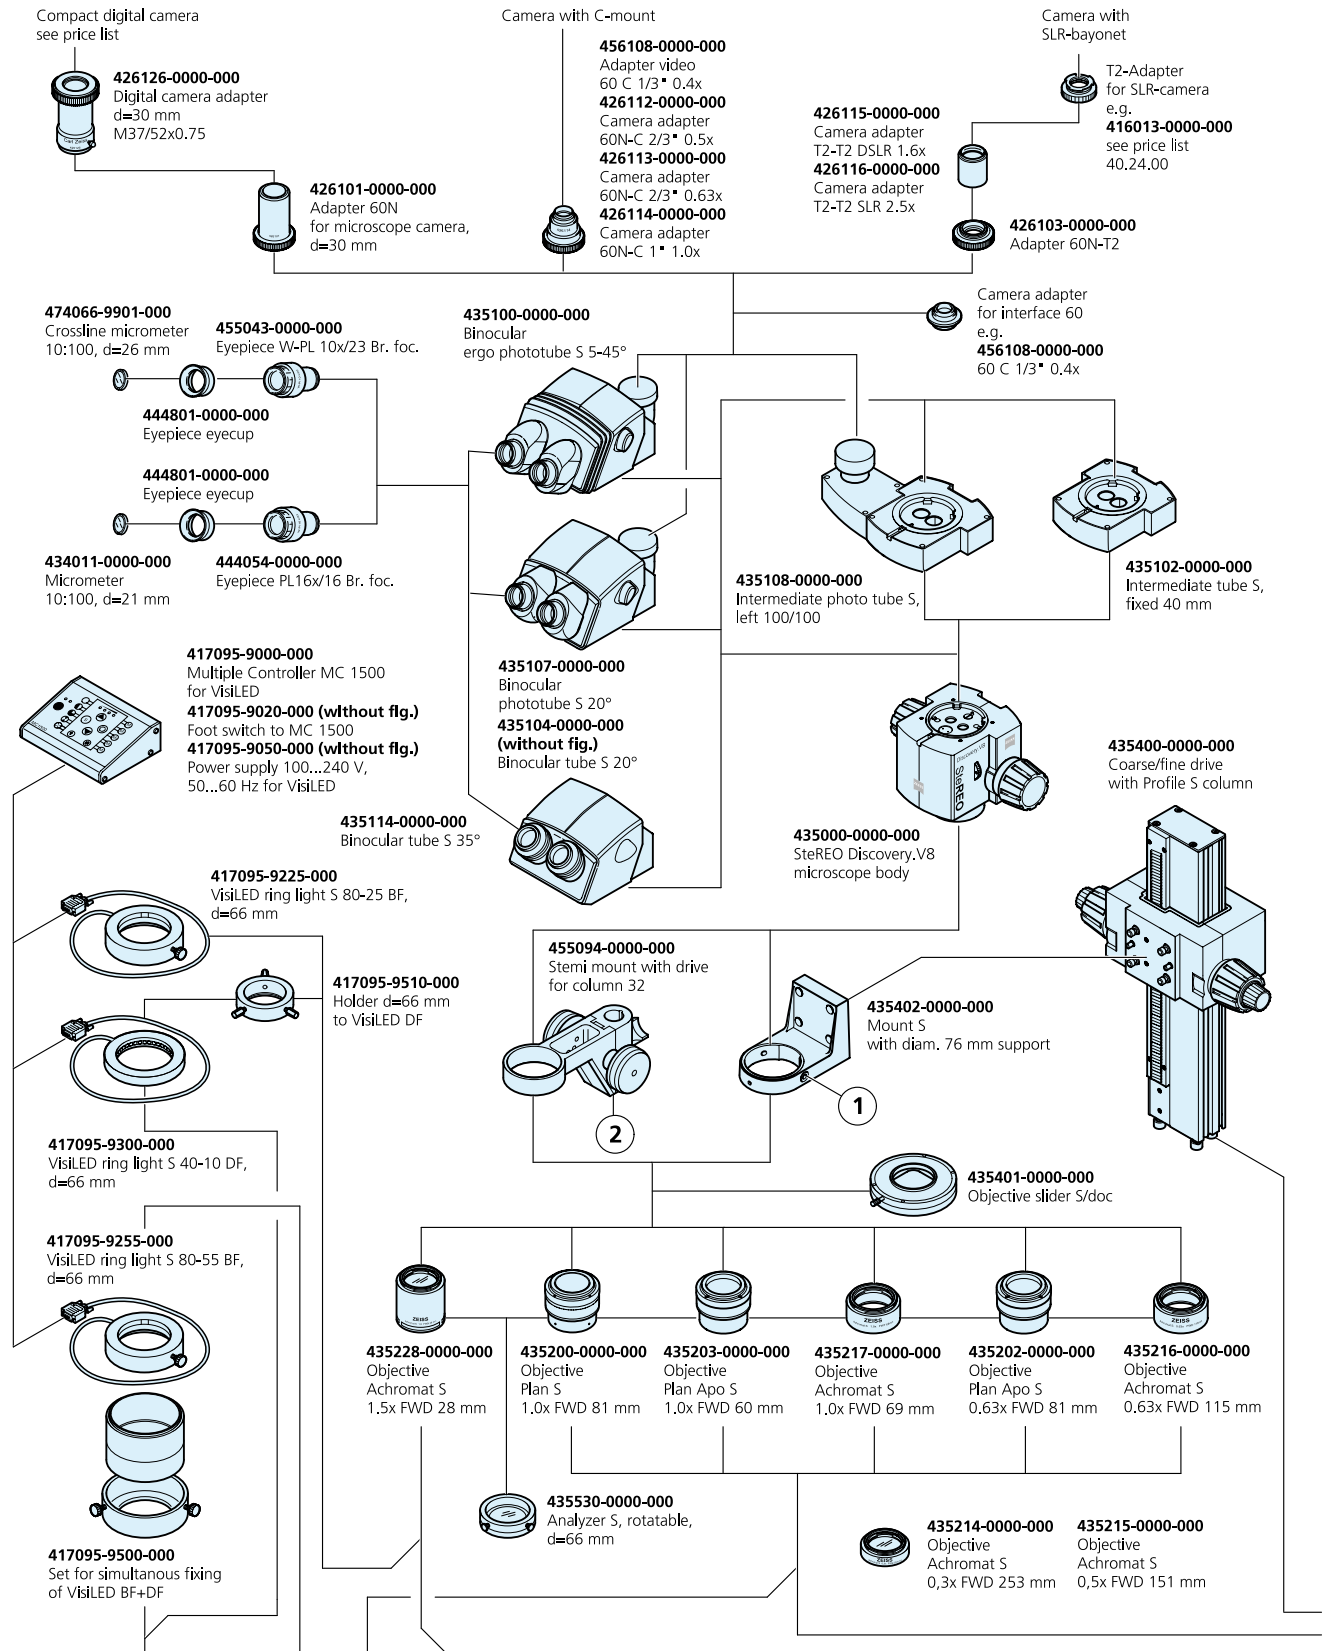 Compact digital camera
see price list
426126-0000-000
Digital camera adapter
d=30 mm
M37/52x0.75
426101-0000-000
Adapter 60N
for microscope camera,
d=30 mm
Camera with C-mount
456108-0000-000
Adapter video
60 C 1/3" 0.4x
426112-0000-000
Camera adapter
60N-C 2/3" 0.5x
426113-0000-000
Camera adapter
60N-C 2/3" 0.63x
426114-0000-000
Camera adapter
60N-C 1" 1.0x
Camera with
SLR-bayonet
T2-Adapter
for SLR-camera
e.g.
416013-0000-000
see price list
40.24.00
426115-0000-000
Camera adapter
T2-T2 DSLR 1.6x
426116-0000-000
Camera adapter
T2-T2 SLR 2.5x
426103-0000-000
Adapter 60N-T2
Camera adapter
for interface 60
e.g.
456108-0000-000
60 C 1/3" 0.4x
474066-9901-000
Crossline micrometer
10:100, d=26 mm
455043-0000-000
Eyepiece W-PL 10x/23 Br. foc.
444801-0000-000
Eyepiece eyecup
444801-0000-000
Eyepiece eyecup
434011-0000-000
Micrometer
10:100, d=21 mm
444054-0000-000
Eyepiece PL16x/16 Br. foc.
435100-0000-000
Binocular
ergo phototube S 5-45°
435107-0000-000
Binocular
phototube S 20°
435104-0000-000
(without fig.)
Binocular tube S 20°
435114-0000-000
Binocular tube S 35°
435108-0000-000
Intermediate photo tube S,
left 100/100
435102-0000-000
Intermediate tube S,
fixed 40 mm
417095-9000-000
Multiple Controller MC 1500
for VisiLED
417095-9020-000 (without fig.)
Foot switch to MC 1500
417095-9050-000 (without fig.)
Power supply 100...240 V,
50...60 Hz for VisiLED
Discovery.V8
SteREO
435000-0000-000
SteREO Discovery.V8
microscope body
435400-0000-000
Coarse/fine drive
with Profile S column
417095-9225-000
VisiLED ring light S 80-25 BF,
d=66 mm
417095-9510-000
Holder d=66 mm
to VisiLED DF
417095-9300-000
VisiLED ring light S 40-10 DF,
d=66 mm
417095-9255-000
VisiLED ring light S 80-55 BF,
d=66 mm
417095-9500-000
Set for simultanous fixing
of VisiLED BF+DF
455094-0000-000
Stemi mount with drive
for column 32
2
435402-0000-000
Mount S
with diam. 76 mm support
1
435401-0000-000
Objective slider S/doc
ZEISS
ZEISS
ZEISS
435228-0000-000
Objective
Achromat S
1.5x FWD 28 mm
435200-0000-000
Objective
Plan S
1.0x FWD 81 mm
435203-0000-000
Objective
Plan Apo S
1.0x FWD 60 mm
435217-0000-000
Objective
Achromat S
1.0x FWD 69 mm
435202-0000-000
Objective
Plan Apo S
0.63x FWD 81 mm
435216-0000-000
Objective
Achromat S
0.63x FWD 115 mm
435530-0000-000
Analyzer S, rotatable,
d=66 mm
ZEISS
435214-0000-000
Objective
Achromat S
0,3x FWD 253 mm
435215-0000-000
Objective
Achromat S
0,5x FWD 151 mm